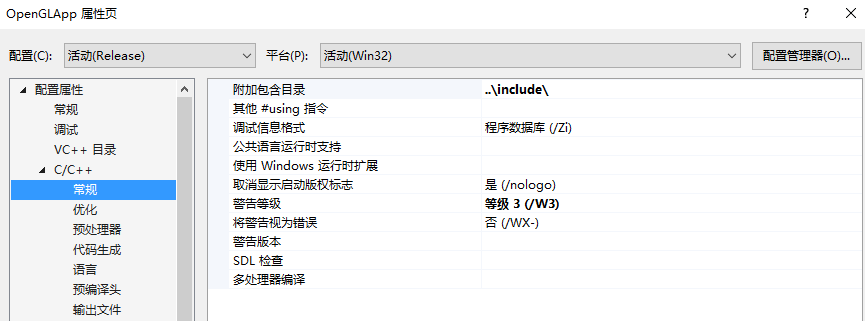 OpenGLApp 属性页
?
配置(C): 活动(Release) 平台(P): 活动(Win32) 配置管理器(O)...
配置属性
常规
调试
VC++ 目录
C/C++
常规
优化
预处理器
代码生成
语言
预编译头
输出文件
附加包含目录 ..\include\
其他 #using 指令
调试信息格式 程序数据库 (/Zi)
公共语言运行时支持
使用 Windows 运行时扩展
取消显示启动版权标志 是 (/nologo)
警告等级 等级 3 (/W3)
将警告视为错误 否 (/WX-)
警告版本
SDL 检查
多处理器编译